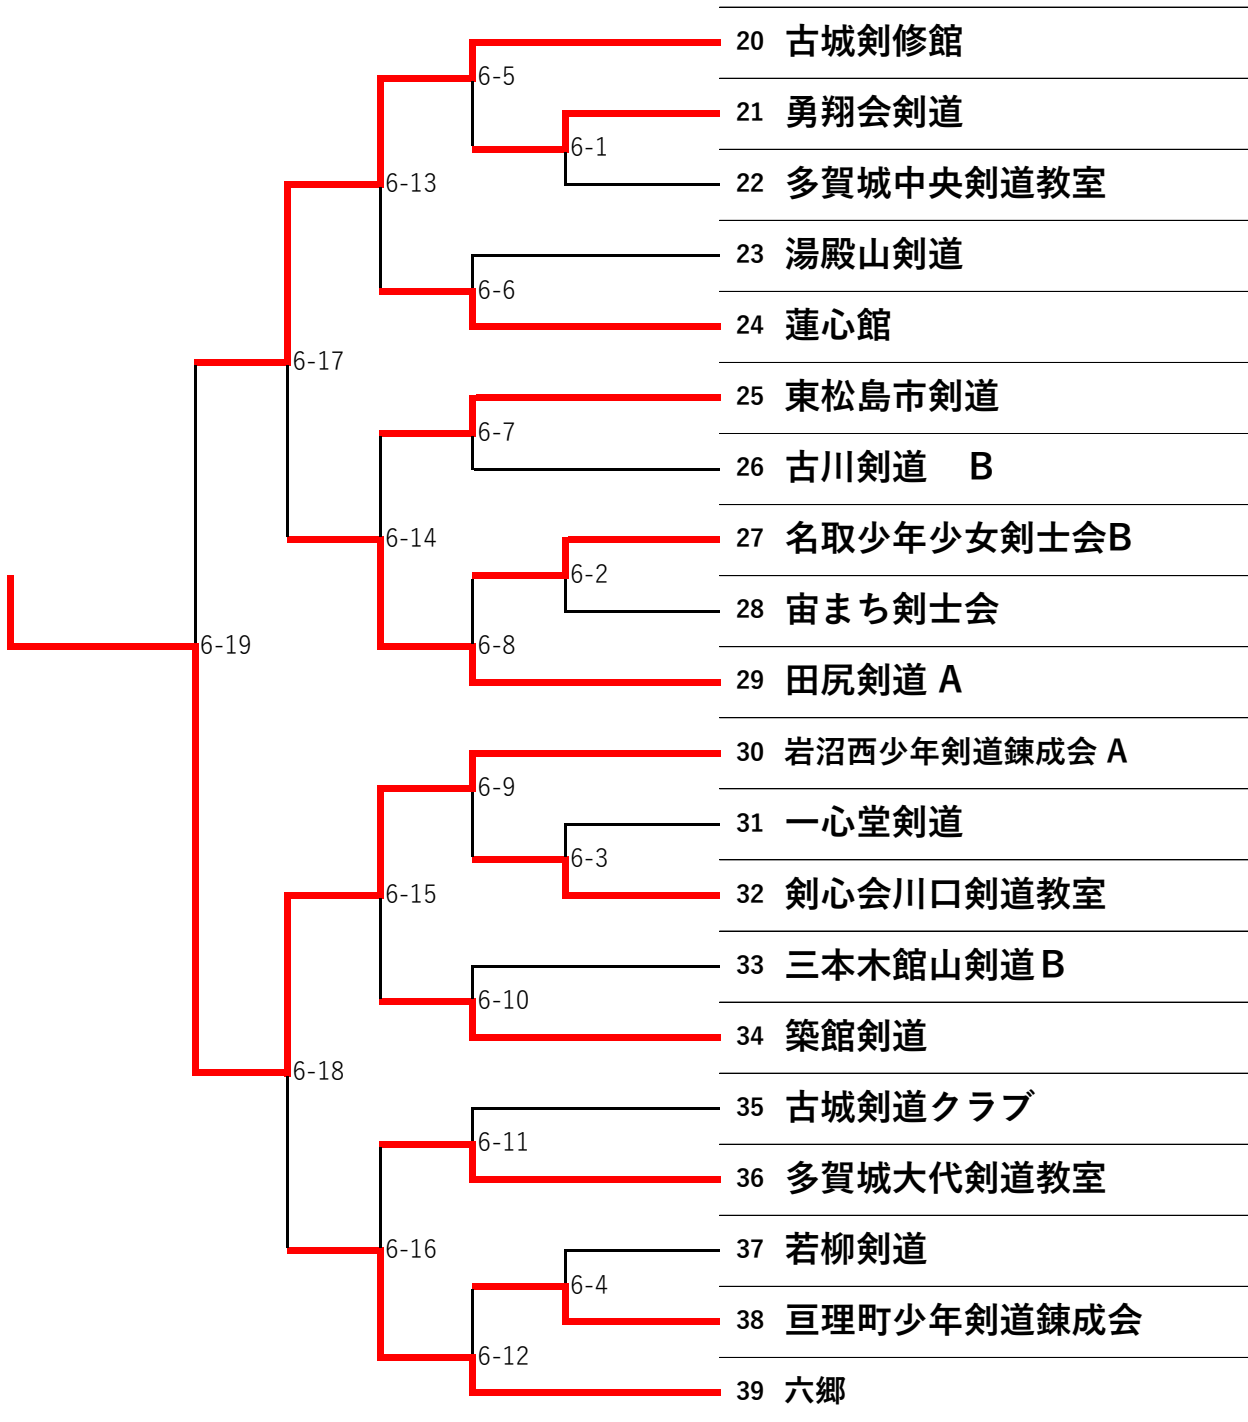 20 古城剣修館
6-5
21 勇翔会剣道
6-1
22 多賀城中央剣道教室
6-13
23 湯殿山剣道
6-6
24 蓮心館
6-17
25 東松島市剣道
6-7
26 古川剣道　B
6-14
27 名取少年少女剣士会B
6-2
28 宙まち剣士会
6-19
6-8
29 田尻剣道 A
30 岩沼西少年剣道錬成会 A
6-9
31 一心堂剣道
6-3
32 剣心会川口剣道教室
6-15
33 三本木館山剣道B
6-10
34 築館剣道
6-18
35 古城剣道クラブ
6-11
36 多賀城大代剣道教室
6-16
37 若柳剣道
6-4
38 亘理町少年剣道錬成会
6-12
39 六郷